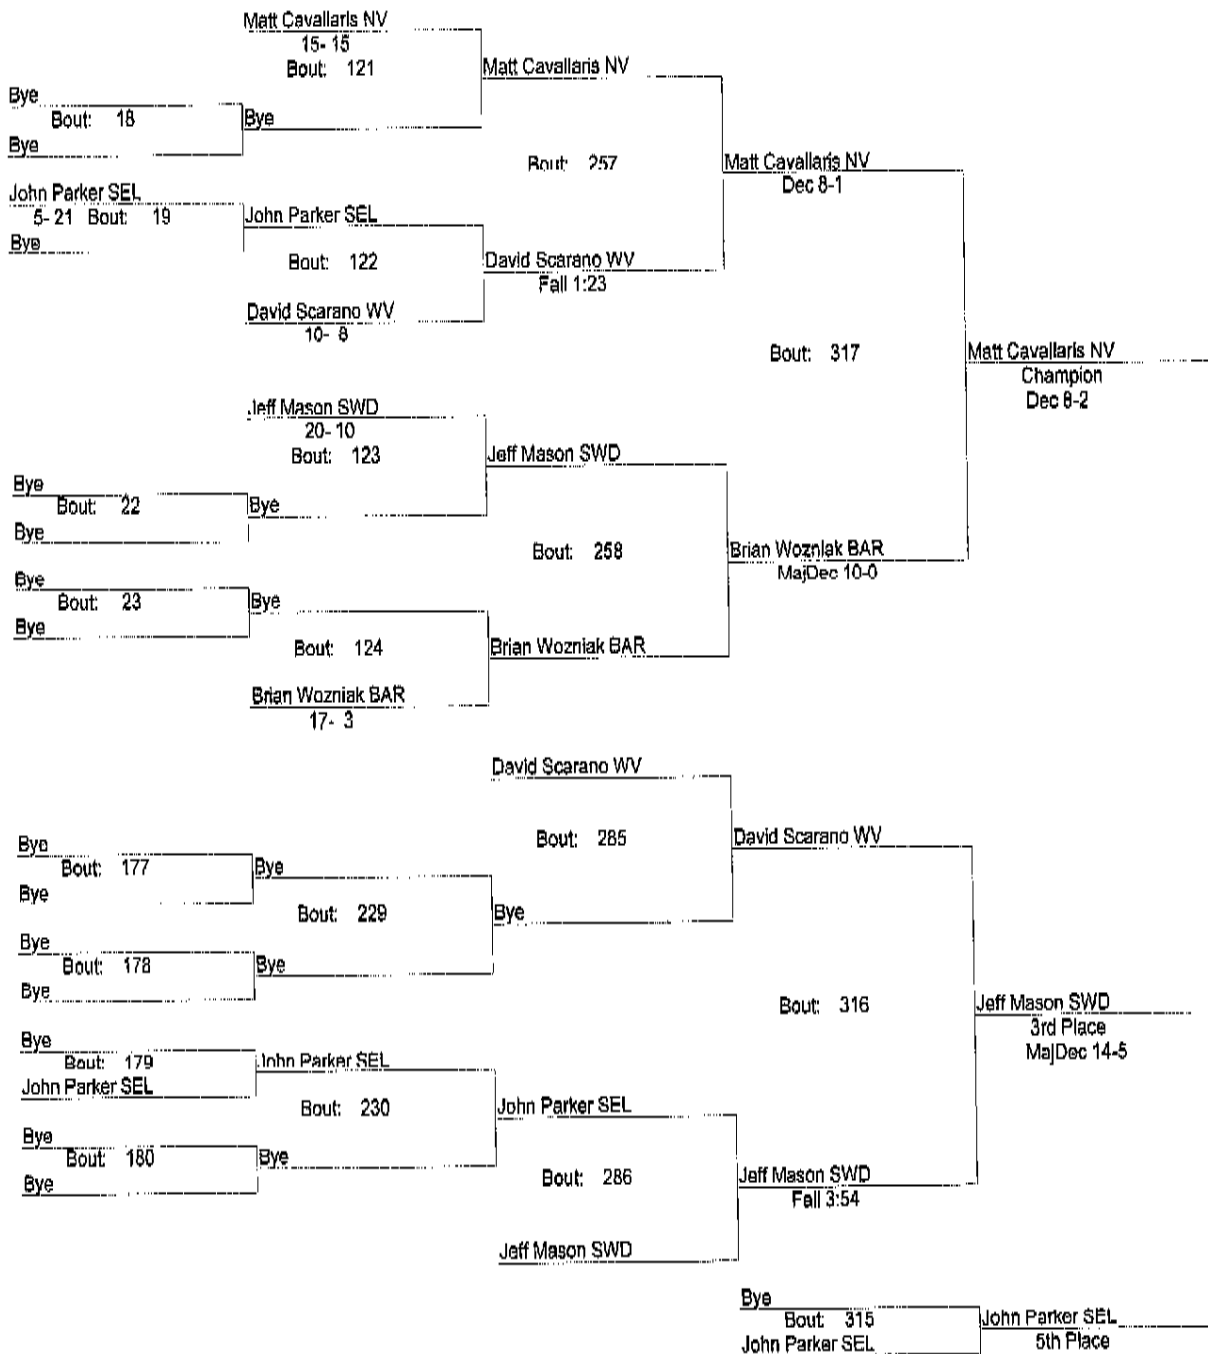 Matt Cavallaris NV
15- 15
Bout: 121
Matt Cavallaris NV
Bye
Bout: 18
Bye
Bye
Bout: 257
Matt Cavallaris NV
Dec 8-1
John Parker SEL
5- 21 Bout: 19
John Parker SEL
Bye
Bout: 122
David Scarano WV
Fall 1:23
David Scarano WV
10- 8
Bout: 317
Matt Cavallaris NV
Champion
Dec 8-2
Jeff Mason SWD
20- 10
Bout: 123
Jeff Mason SWD
Bye
Bout: 22
Bye
Bye
Bout: 258
Brian Wozniak BAR
MajDec 10-0
Bye
Bout: 23
Bye
Bye
Bout: 124
Brian Wozniak BAR
Brian Wozniak BAR
17- 3
David Scarano WV
Bout: 285
David Scarano WV
Bye
Bout: 177
Bye
Bye
Bout: 229
Bye
Bye
Bout: 178
Bye
Bye
Bout: 316
Jeff Mason SWD
3rd Place
MajDec 14-5
Bye
Bout: 179
John Parker SEL
John Parker SEL
Bout: 230
John Parker SEL
Bye
Bout: 180
Bye
Bye
Bout: 286
Jeff Mason SWD
Fall 3:54
Jeff Mason SWD
Bye
Bout: 315
John Parker SEL
John Parker SEL
5th Place